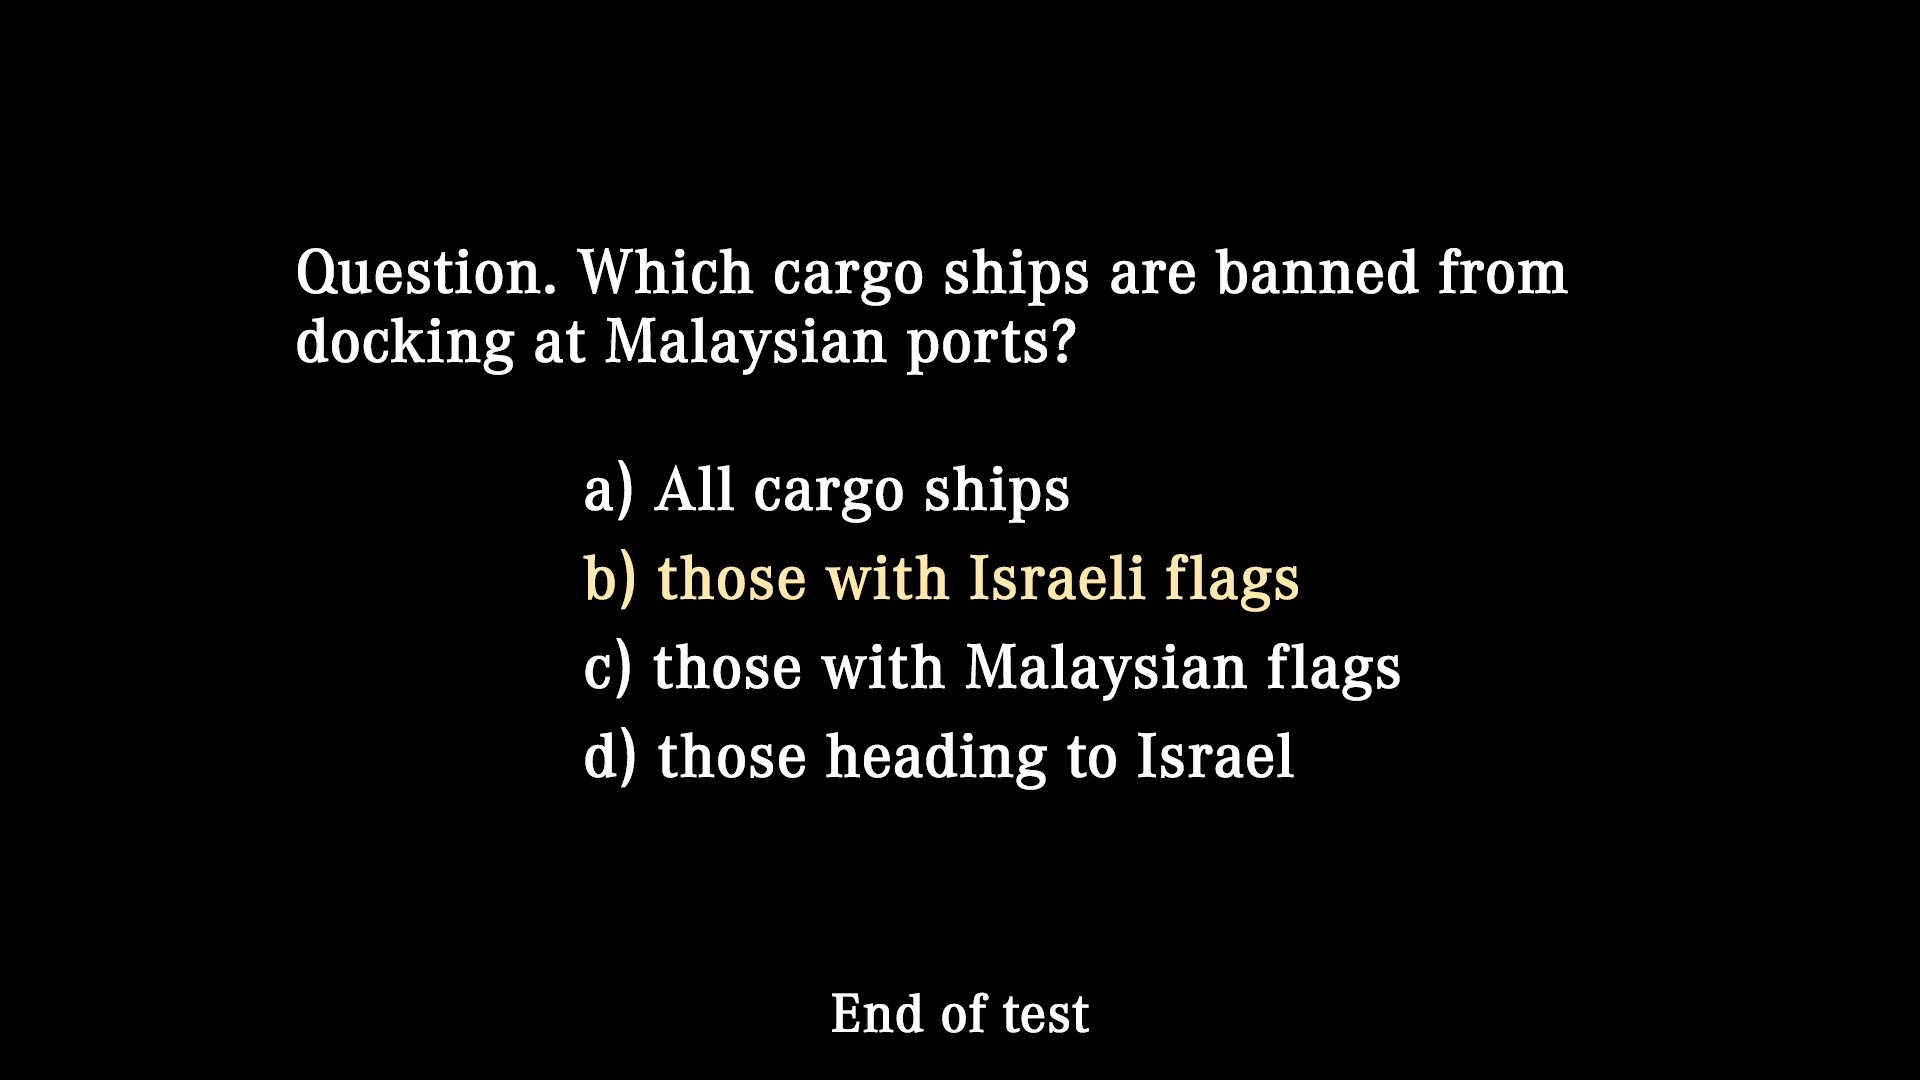 Question. Which cargo ships are banned from
docking at Malaysian ports?
a) All cargo ships
b) those with Israeli flags
c) those with Malaysian flags
d) those heading to Israel
End of test